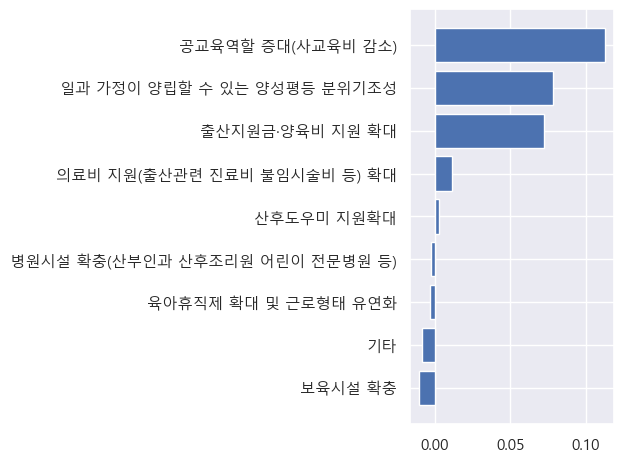 공교육역할 증대(사교육비 감소)
일과 가정이 양립할 수 있는 양성평등 분위기조성
출산지원금·양육비 지원 확대
의료비 지원(출산관련 진료비 불임시술비 등) 확대
산후도우미 지원확대
병원시설 확충(산부인과 산후조리원 어린이 전문병원 등)
육아휴직제 확대 및 근로형태 유연화
기타
보육시설 확충
0.00 0.05 0.10